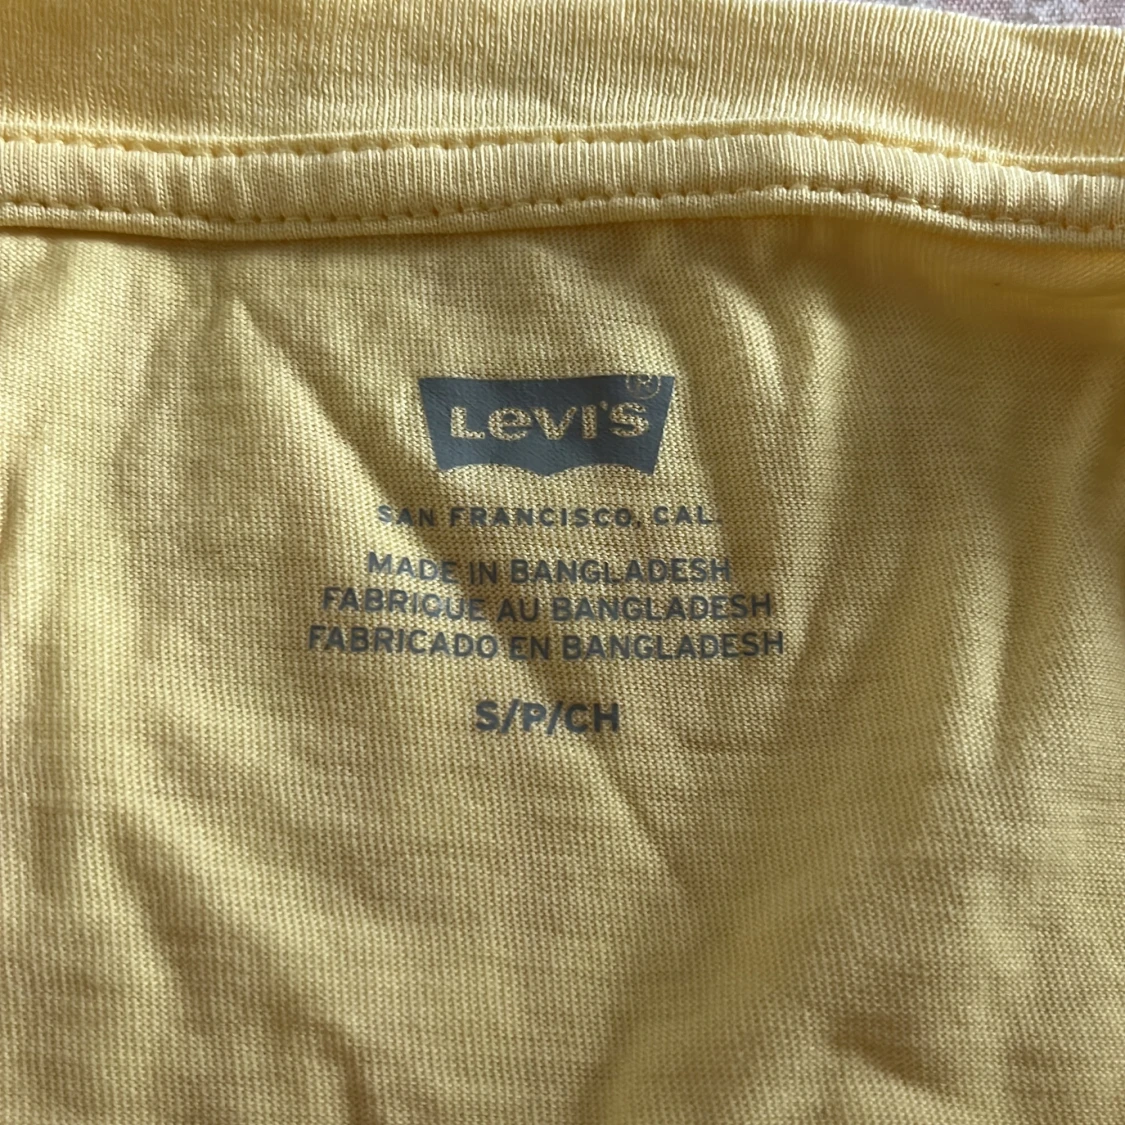 Levi's®
SAN FRANCISCO, CAL.
MADE IN BANGLADESH
FABRIQUE AU BANGLADESH
FABRICADO EN BANGLADESH
S/P/CH